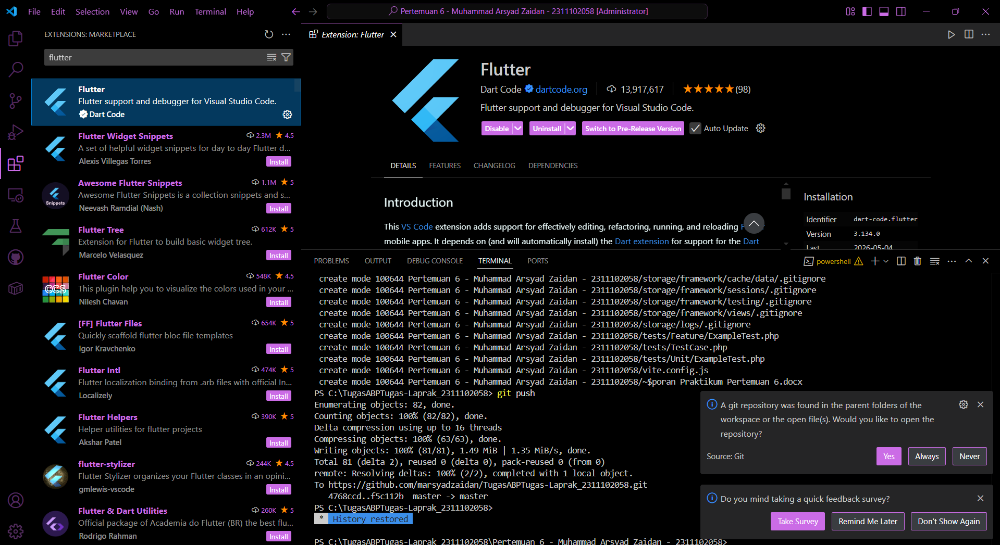 File Edit Selection View Go Run Terminal Help
Pertemuan 6 - Muhammad Arsyad Zaidan - 2311102058 [Administrator]
EXTENSIONS: MARKETPLACE
flutter
Flutter
Flutter support and debugger for Visual Studio Code.
Dart Code
Flutter Widget Snippets 2.3M 4.5
A set of helpful widget snippets for day to day Flutter d...
Alexis Villegas Torres Install
Snippets
Awesome Flutter Snippets 1.1M 5
Awesome Flutter Snippets is a collection snippets and s...
Neevash Ramdial (Nash) Install
Flutter Tree 612K 5
Extension for Flutter to build basic widget tree.
Marcelo Velasquez Install
CCS
Flutter Color 548K 4.5
This plugin help you to visualize the colors used in your ...
Nilesh Chavan Install
[FF] Flutter Files 654K 5
Quickly scaffold flutter bloc file templates
Igor Kravchenko Install
Flutter Intl 474K 5
Flutter localization binding from .arb files with official In...
Localizely Install
Flutter Helpers 390K 5
Helper utilities for flutter projects
Akshar Patel Install
flutter-stylizer 244K 4.5
Flutter Stylizer organizes your Flutter classes in an opini...
gmlewis-vscode Install
Flutter & Dart Utilities 260K 5
Official package of Academia do Flutter (BR) the best flu...
Rodrigo Rahman Install
Extension: Flutter
Flutter
Dart Code dartcode.org 13,917,617 (98)
Flutter support and debugger for Visual Studio Code.
Disable Uninstall Switch to Pre-Release Version Auto Update
DETAILS FEATURES CHANGELOG DEPENDENCIES
Introduction
This VS Code extension adds support for effectively editing, refactoring, running, and reloading
mobile apps. It depends on (and will automatically install) the Dart extension for support for the Dart
Installation
Identifier dart-code.flutter
Version 3.134.0
Last 2026-05-04
PROBLEMS OUTPUT DEBUG CONSOLE TERMINAL PORTS
powershell
create mode 100644 Pertemuan 6 - Muhammad Arsyad Zaidan - 2311102058/storage/framework/cache/data/.gitignore
create mode 100644 Pertemuan 6 - Muhammad Arsyad Zaidan - 2311102058/storage/framework/sessions/.gitignore
create mode 100644 Pertemuan 6 - Muhammad Arsyad Zaidan - 2311102058/storage/framework/testing/.gitignore
create mode 100644 Pertemuan 6 - Muhammad Arsyad Zaidan - 2311102058/storage/framework/views/.gitignore
create mode 100644 Pertemuan 6 - Muhammad Arsyad Zaidan - 2311102058/storage/logs/.gitignore
create mode 100644 Pertemuan 6 - Muhammad Arsyad Zaidan - 2311102058/tests/Feature/ExampleTest.php
create mode 100644 Pertemuan 6 - Muhammad Arsyad Zaidan - 2311102058/tests/TestCase.php
create mode 100644 Pertemuan 6 - Muhammad Arsyad Zaidan - 2311102058/tests/Unit/ExampleTest.php
create mode 100644 Pertemuan 6 - Muhammad Arsyad Zaidan - 2311102058/vite.config.js
create mode 100644 Pertemuan 6 - Muhammad Arsyad Zaidan - 2311102058/~$poran Praktikum Pertemuan 6.docx
PS C:\TugasABPTugas-Laprak_2311102058> git push
Enumerating objects: 82, done.
Counting objects: 100% (82/82), done.
Delta compression using up to 16 threads
Compressing objects: 100% (63/63), done.
Writing objects: 100% (81/81), 1.49 MiB | 1.35 MiB/s, done.
Total 81 (delta 2), reused 0 (delta 0), pack-reused 0 (from 0)
remote: Resolving deltas: 100% (2/2), completed with 1 local object.
To https://github.com/marsyadzaidan/TugasABPTugas-Laprak_2311102058.git
4768ccd..f5c112b master -> master
PS C:\TugasABPTugas-Laprak_2311102058>
* History restored
PS C:\TugasABPTugas-Laprak_2311102058\Pertemuan 6 - Muhammad Arsyad Zaidan - 2311102058>
A git repository was found in the parent folders of the
workspace or the open file(s). Would you like to open the
repository?
Source: Git Yes Always Never
Do you mind taking a quick feedback survey?
Take Survey Remind Me Later Don't Show Again